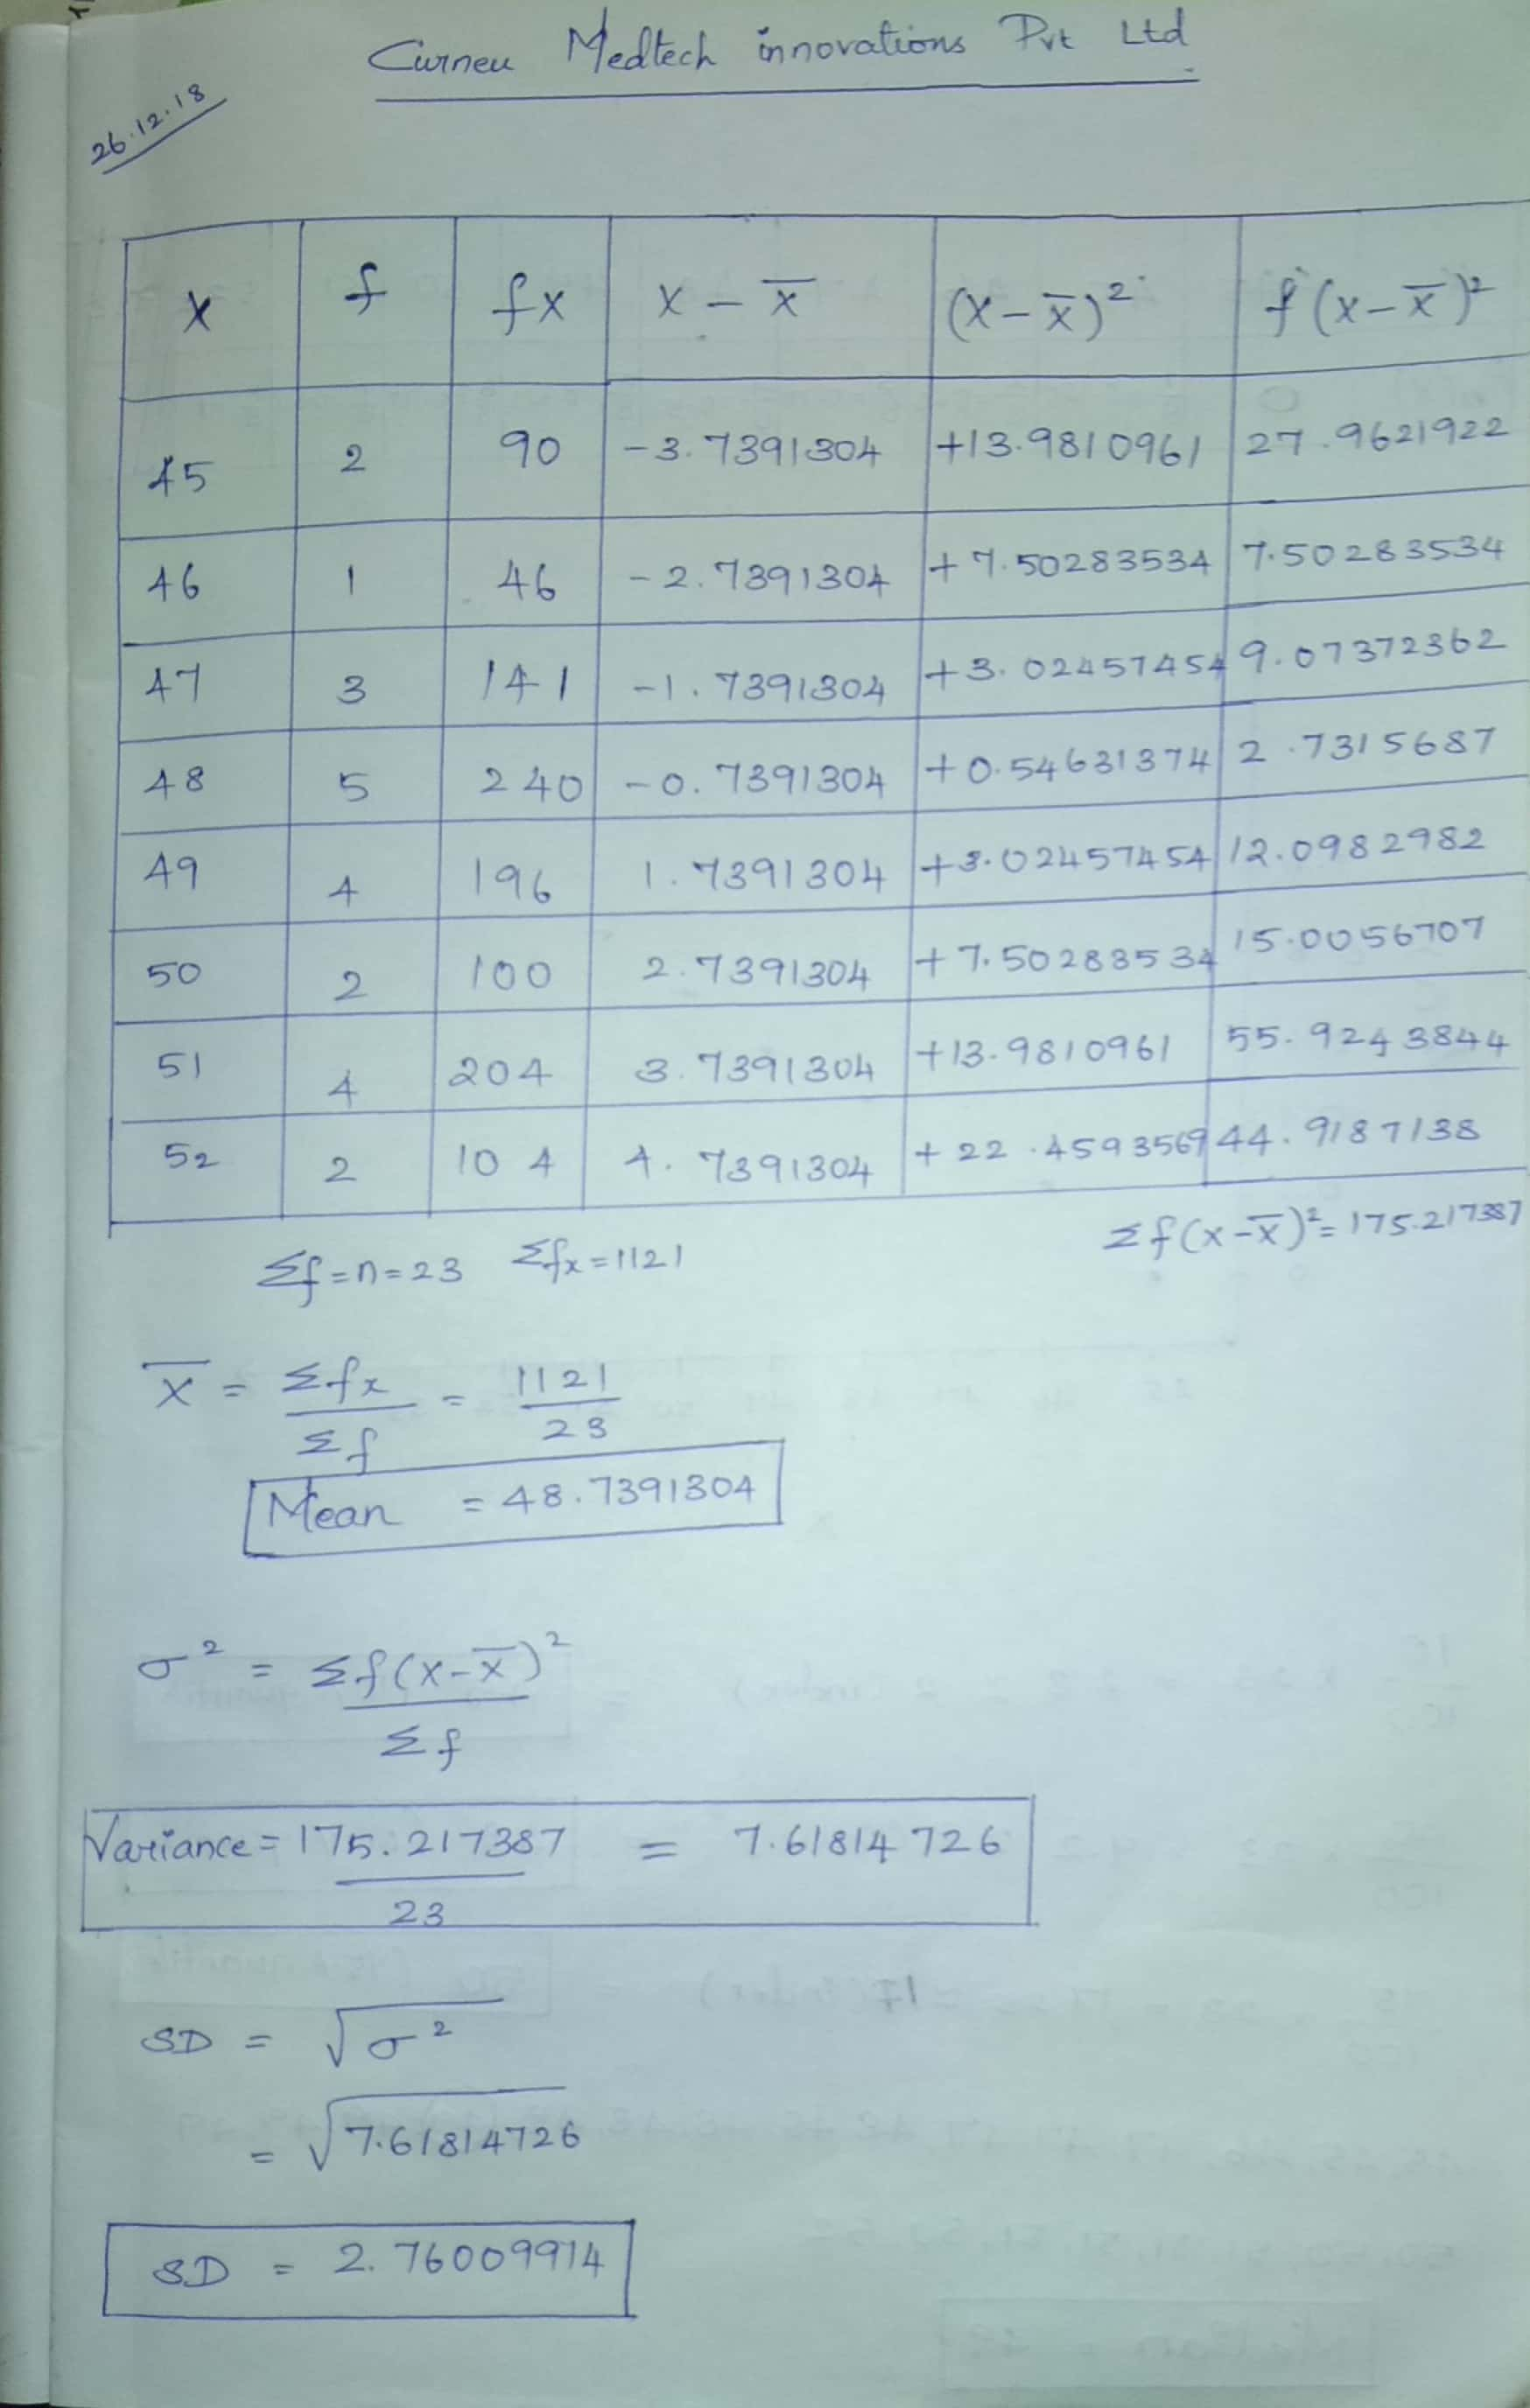 Curneu Medtech innovations Pvt Ltd
26.12.18
x f fx x - x̅ (x - x̅)² f (x - x̅)²
45 2 90 -3.7391304 +13.9810961 27.9621922
46 1 46 -2.7391304 +7.50283534 7.50283534
47 3 141 -1.7391304 +3.02457454 9.07372362
48 5 240 -0.7391304 +0.54631374 2.7315687
49 4 196 1.7391304 +3.02457454 12.0982982
50 2 100 2.7391304 +7.50283534 15.0056707
51 4 204 3.7391304 +13.9810961 55.9243844
52 2 104 4.7391304 +22.4593569 44.9187138
Σf = n = 23 Σfx = 1121 Σf(x - x̅)² = 175.217387
x̅ = Σfx / Σf = 1121 / 23
Mean = 48.7391304
σ² = Σf(x - x̅)² / Σf
Variance = 175.217387 / 23 = 7.61814726
SD = √σ²
= √7.61814726
SD = 2.76009914